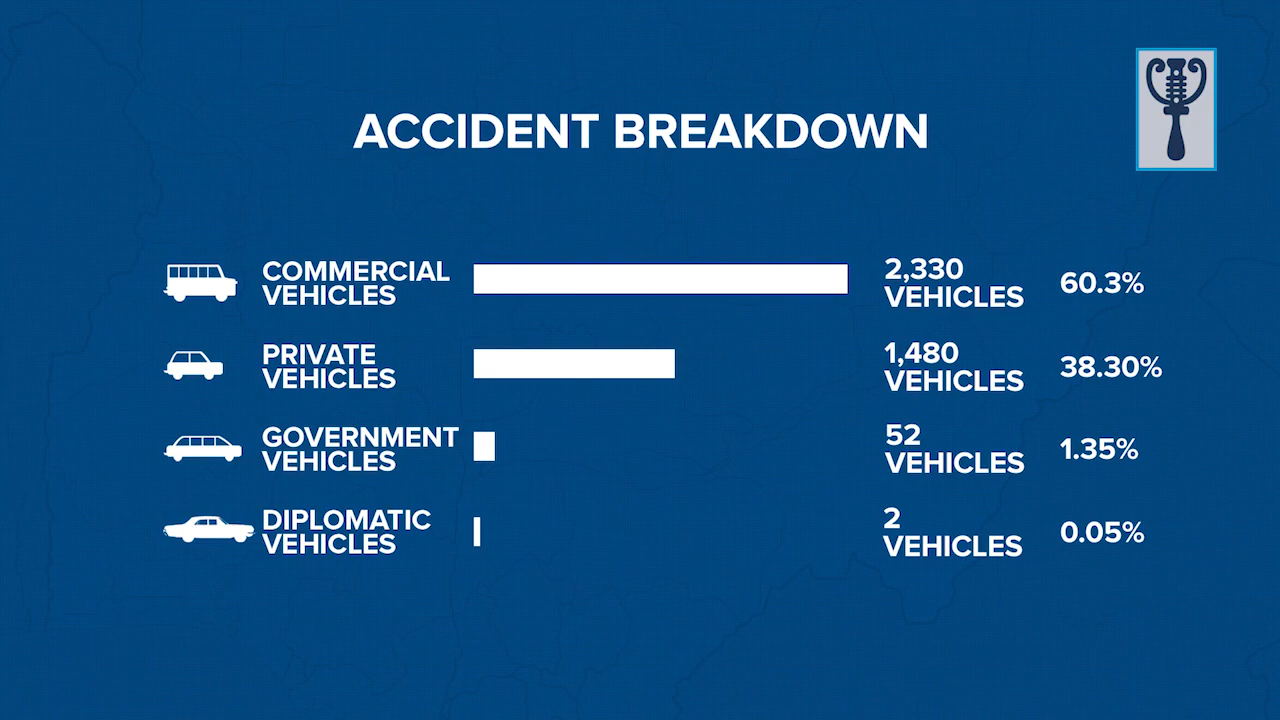 ACCIDENT BREAKDOWN
COMMERCIAL
VEHICLES
2,330
VEHICLES
60.3%
PRIVATE
VEHICLES
1,480
VEHICLES
38.30%
GOVERNMENT
VEHICLES
52
VEHICLES
1.35%
DIPLOMATIC
VEHICLES
2
VEHICLES
0.05%